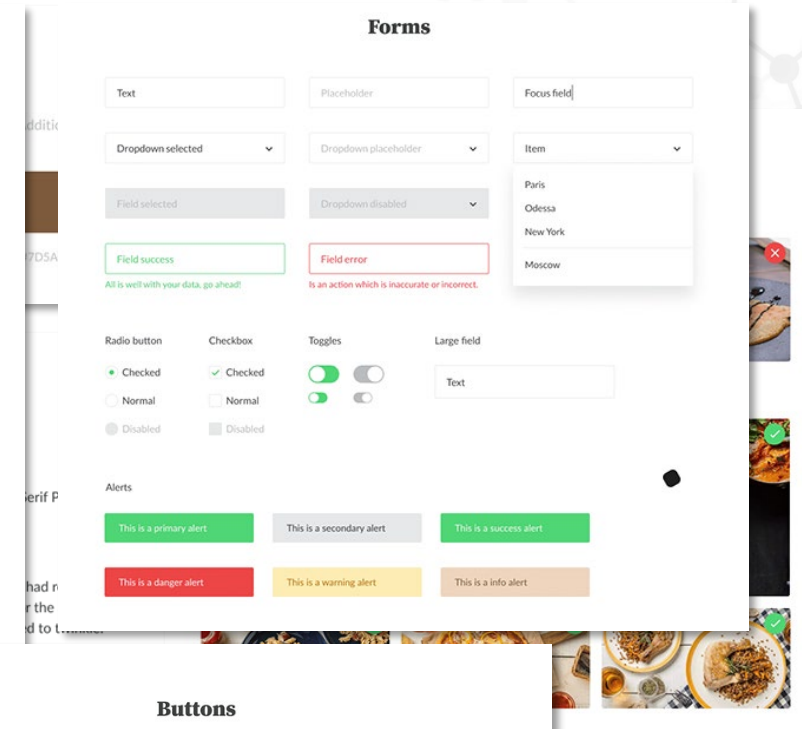 Forms
Text
Placeholder
Focus field
Dropdown selected
Dropdown placeholder
Item
Paris
Odessa
New York
Moscow
Field selected
Dropdown disabled
Field success
All is well with your data, go ahead!
Field error
Is an action which is inaccurate or incorrect.
Radio button
Checked
Normal
Disabled
Checkbox
Checked
Normal
Disabled
Toggles
Large field
Text
Alerts
This is a primary alert
This is a secondary alert
This is a success alert
This is a danger alert
This is a warning alert
This is a info alert
had
r the
ed to
Buttons